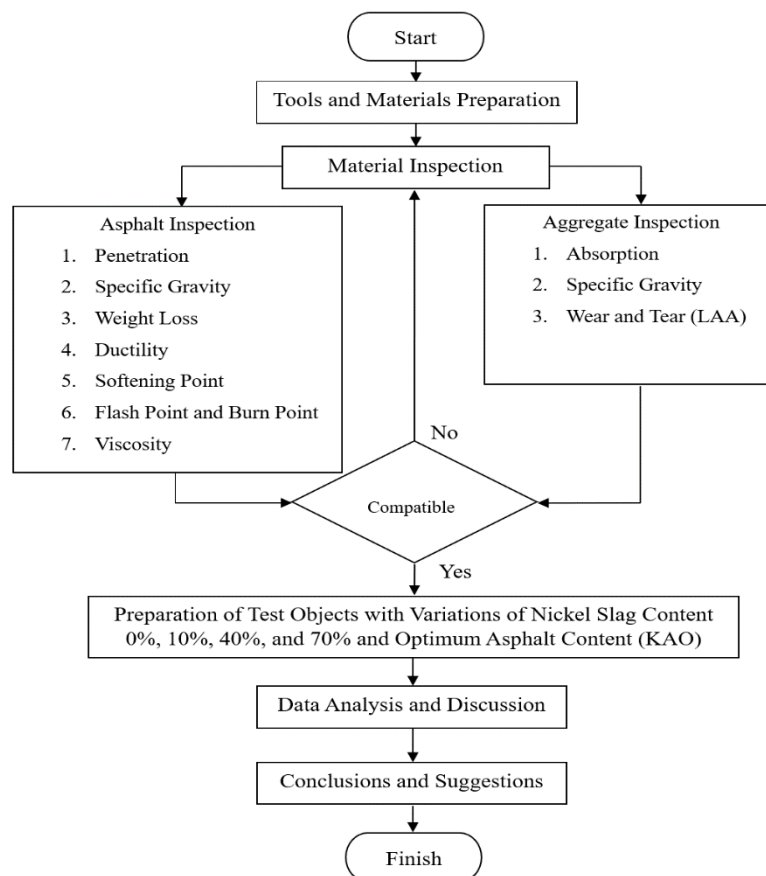 Start
Tools and Materials Preparation
Material Inspection
Asphalt Inspection
1. Penetration
2. Specific Gravity
3. Weight Loss
4. Ductility
5. Softening Point
6. Flash Point and Burn Point
7. Viscosity
Aggregate Inspection
1. Absorption
2. Specific Gravity
3. Wear and Tear (LAA)
No
Compatible
Yes
Preparation of Test Objects with Variations of Nickel Slag Content
0%, 10%, 40%, and 70% and Optimum Asphalt Content (KAO)
Data Analysis and Discussion
Conclusions and Suggestions
Finish